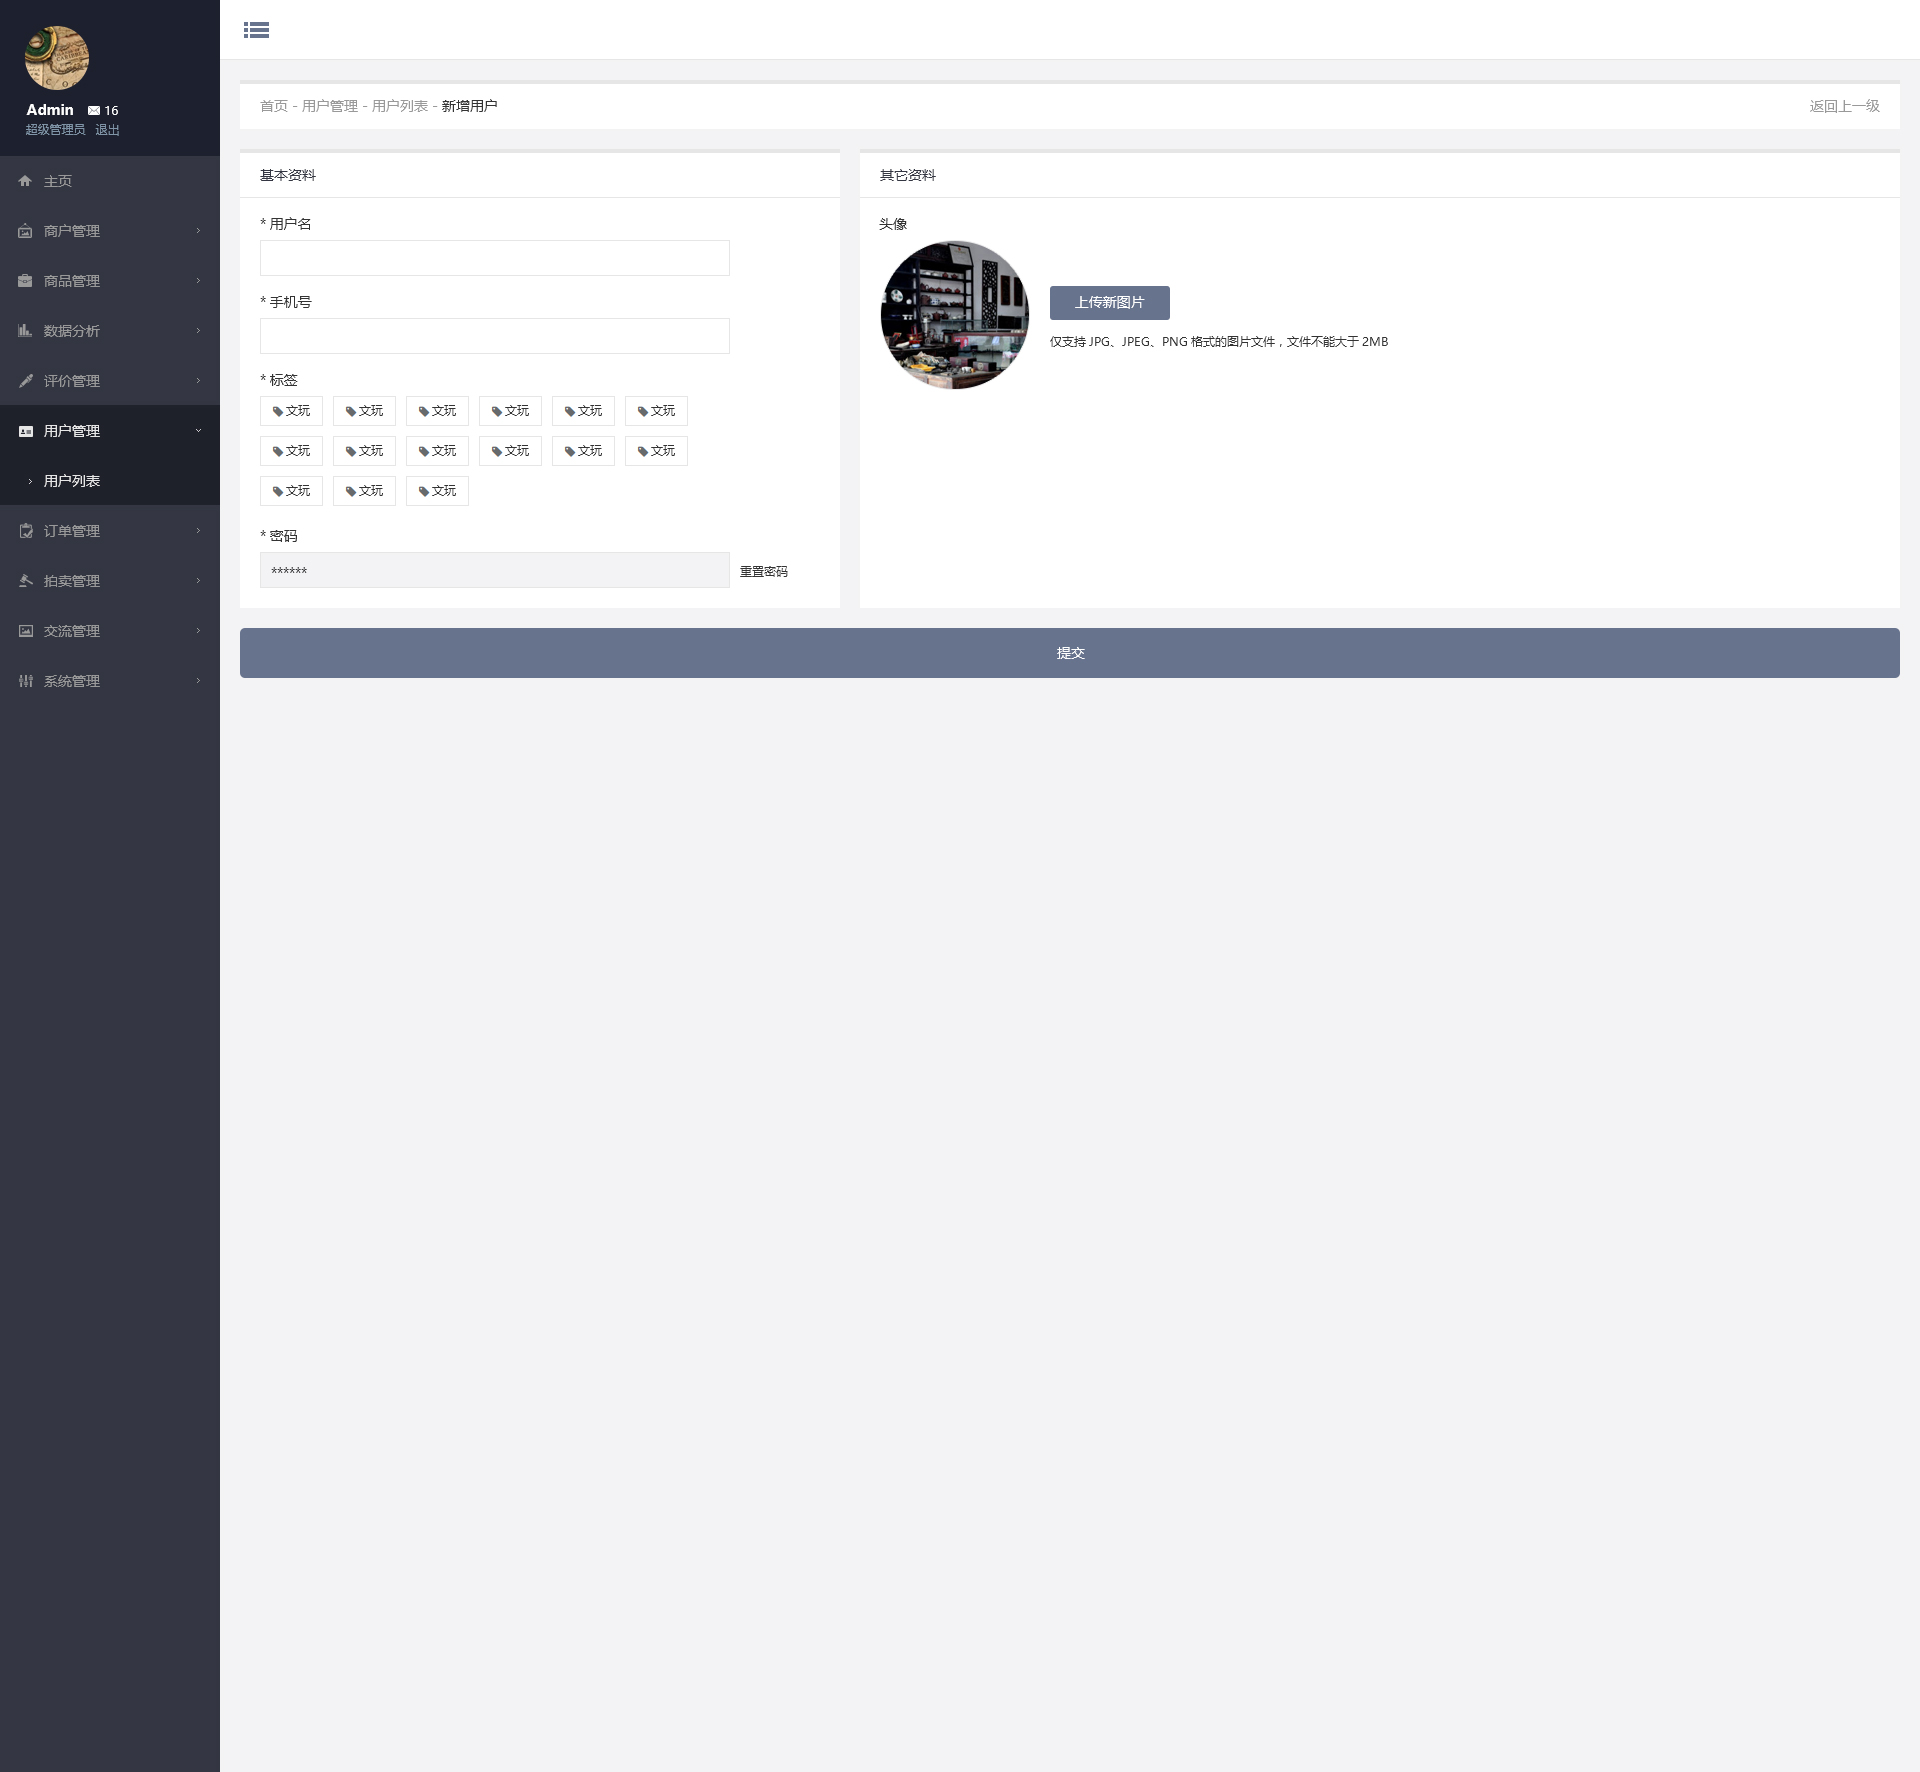 Admin 16
超级管理员 退出
主页
商户管理
商品管理
数据分析
评价管理
用户管理
用户列表
订单管理
拍卖管理
交流管理
系统管理
首页 - 用户管理 - 用户列表 - 新增用户
返回上一级
基本资料
* 用户名
* 手机号
* 标签
文玩 文玩 文玩 文玩 文玩 文玩
文玩 文玩 文玩 文玩 文玩 文玩
文玩 文玩 文玩
* 密码
****** 重置密码
其它资料
头像
上传新图片
仅支持 JPG、JPEG、PNG 格式的图片文件，文件不能大于 2MB
提交